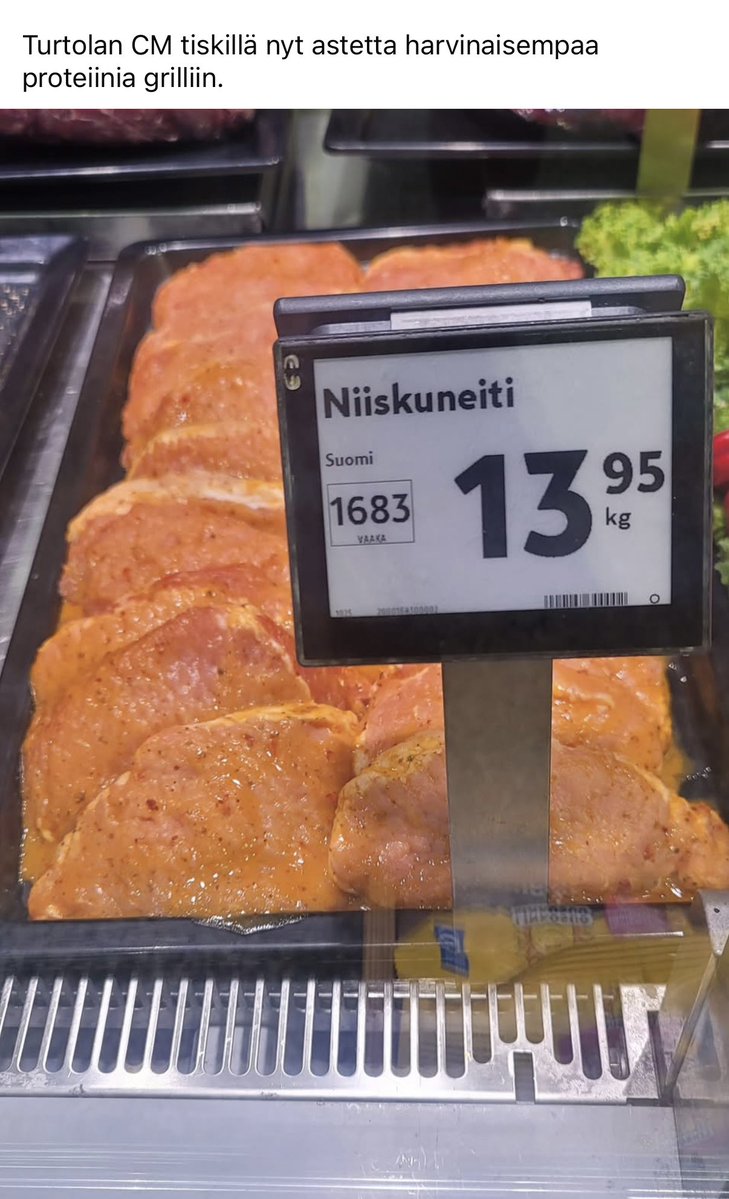 Turtolan CM tiskillä nyt astetta harvinaisempaa
proteiinia grilliin.
Niiskuneiti
Suomi
13 95
kg
1683
VAAKA